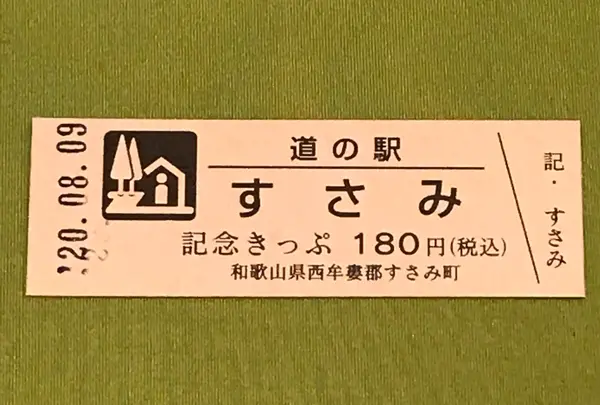 '20.08.09
道の駅
すさみ
記念きっぷ 180円(税込)
和歌山県西牟婁郡すさみ町
記・すさみ